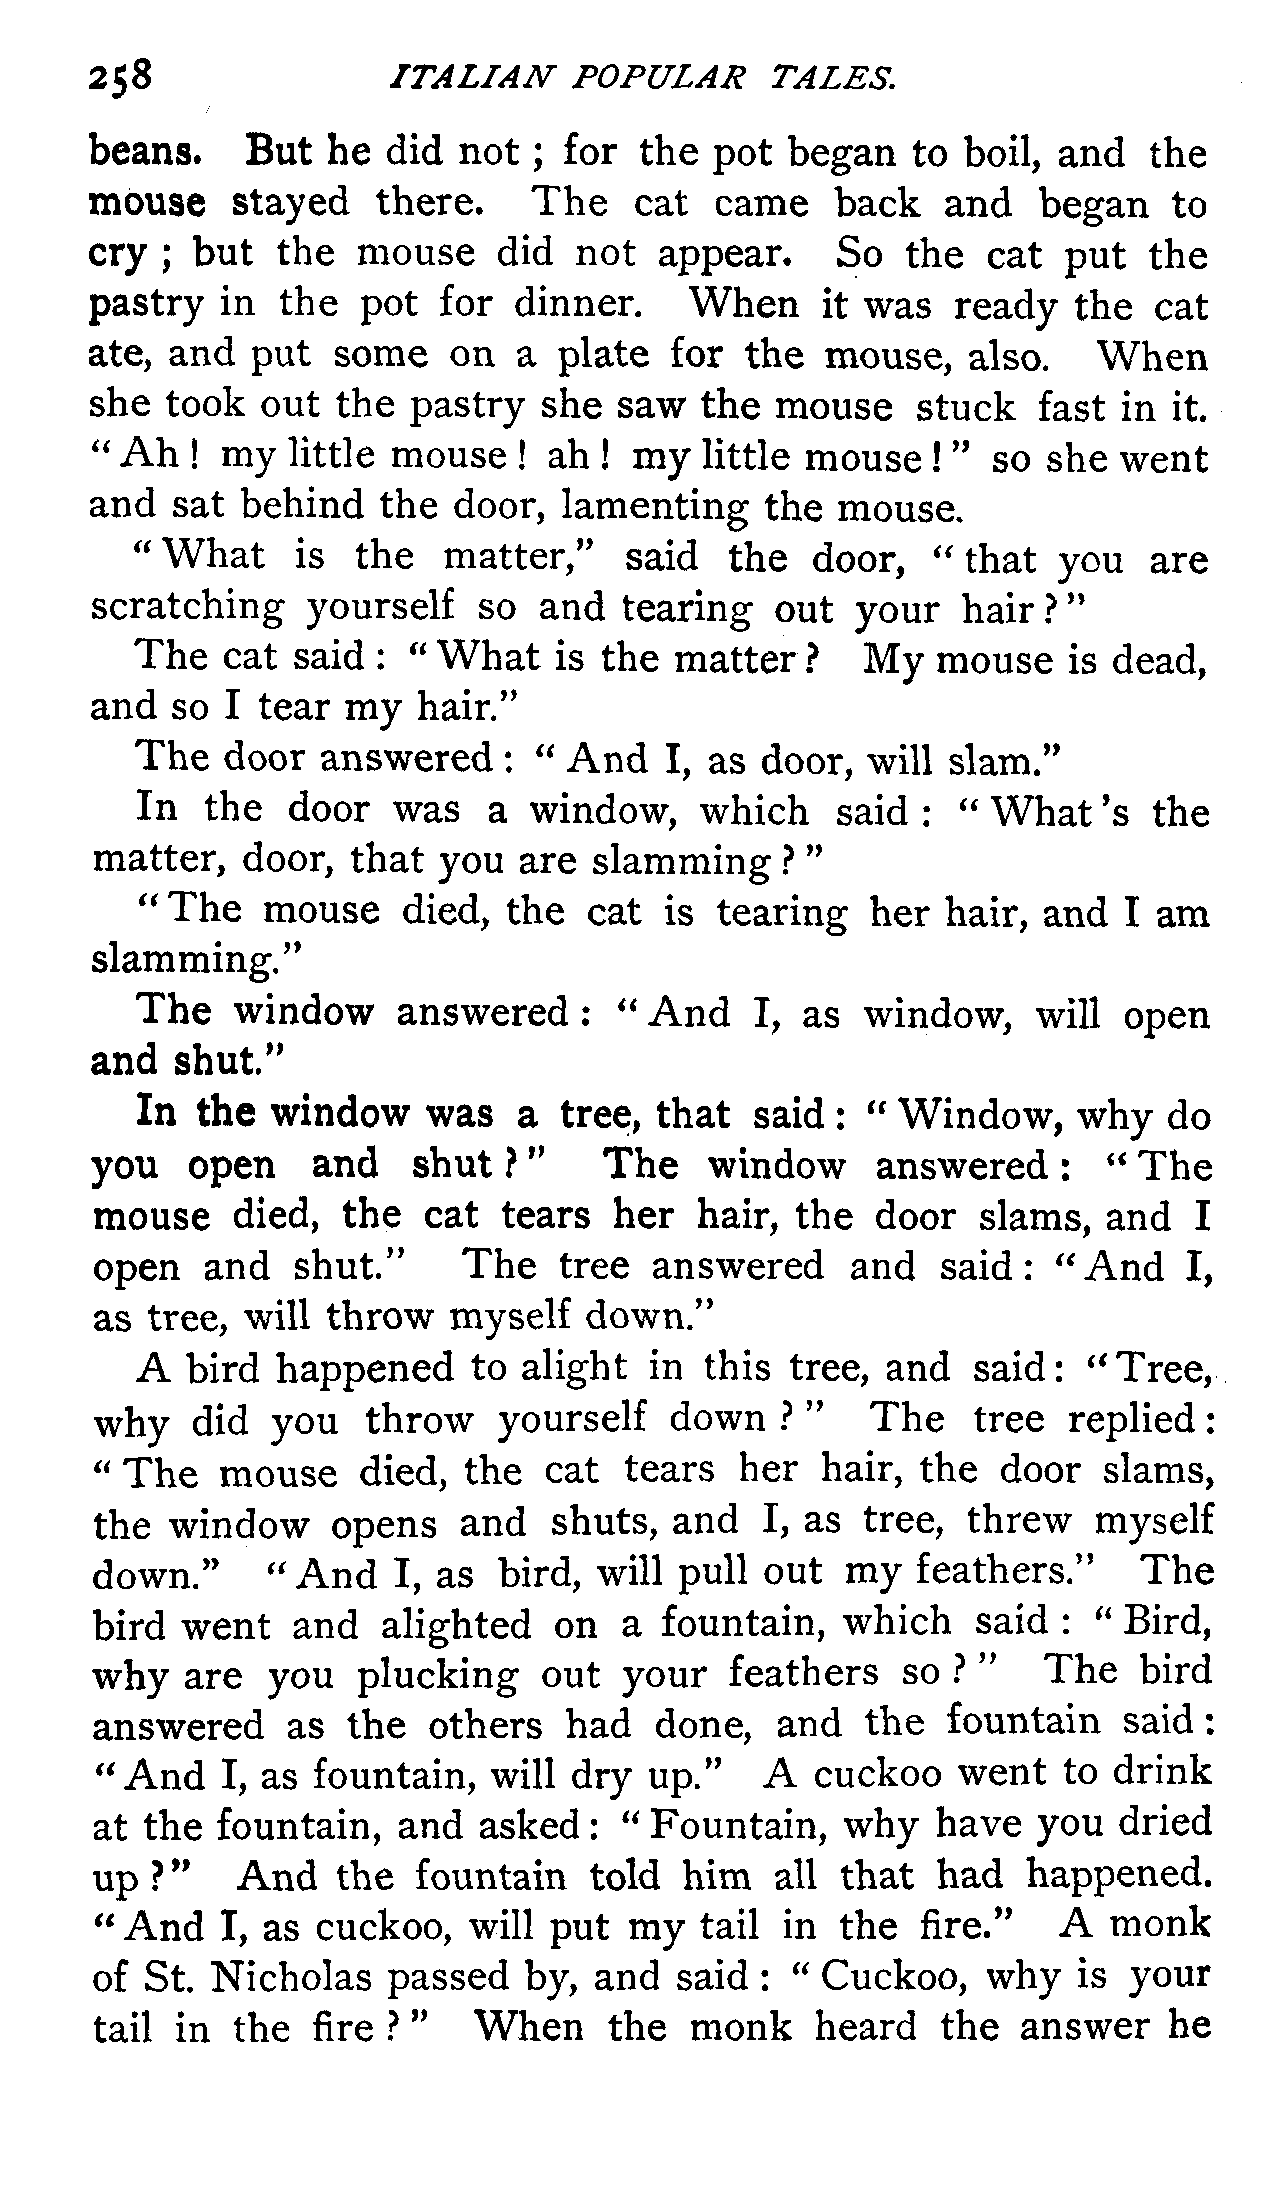 258 ITALIAN POPULAR TALES.
beans. But he did not ; for the pot began to boil, and the
mouse stayed there. The cat came back and began to
cry ; but the mouse did not appear. So the cat put the
pastry in the pot for dinner. When it was ready the cat
ate, and put some on a plate for the mouse, also. When
she took out the pastry she saw the mouse stuck fast in it.
“ Ah ! my little mouse ! ah ! my little mouse ! ” so she went
and sat behind the door, lamenting the mouse.
“ What is the matter,” said the door, “ that you are
scratching yourself so and tearing out your hair ? ”
The cat said : “ What is the matter ? My mouse is dead,
and so I tear my hair.”
The door answered : “ And I, as door, will slam.”
In the door was a window, which said : “ What 's the
matter, door, that you are slamming ? ”
“ The mouse died, the cat is tearing her hair, and I am
slamming.”
The window answered : “ And I, as window, will open
and shut.”
In the window was a tree, that said : “ Window, why do
you open and shut ? ” The window answered : “ The
mouse died, the cat tears her hair, the door slams, and I
open and shut.” The tree answered and said : “ And I,
as tree, will throw myself down.”
A bird happened to alight in this tree, and said : “ Tree,
why did you throw yourself down ? ” The tree replied :
“ The mouse died, the cat tears her hair, the door slams,
the window opens and shuts, and I, as tree, threw myself
down.” “ And I, as bird, will pull out my feathers.” The
bird went and alighted on a fountain, which said : “ Bird,
why are you plucking out your feathers so ? ” The bird
answered as the others had done, and the fountain said :
“ And I, as fountain, will dry up.” A cuckoo went to drink
at the fountain, and asked : “ Fountain, why have you dried
up ? ” And the fountain told him all that had happened.
“ And I, as cuckoo, will put my tail in the fire.” A monk
of St. Nicholas passed by, and said : “ Cuckoo, why is your
tail in the fire ? ” When the monk heard the answer he